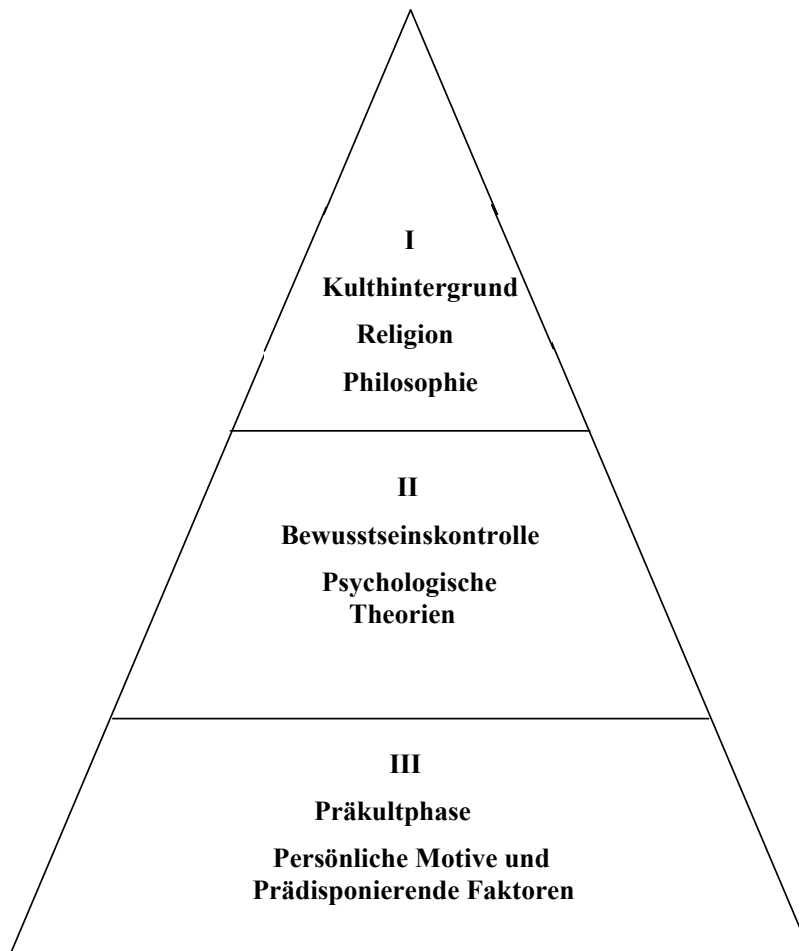 I
Kulthintergrund
Religion
Philosophie
II
Bewusstseinskontrolle
Psychologische
Theorien
III
Präkultphase
Persönliche Motive und
Prädisponierende Faktoren